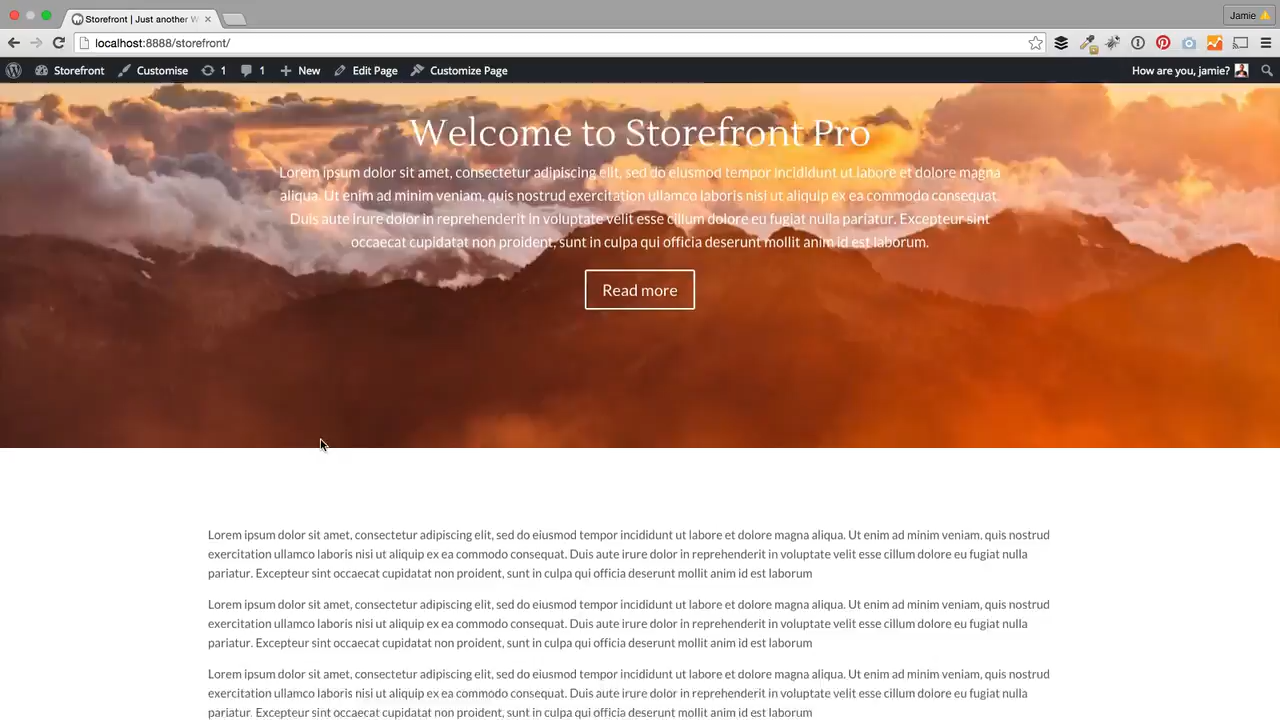 Storefront | Just another W
Jamie
localhost:8888/storefront/
Storefront
Customise
1
1
New
Edit Page
Customize Page
How are you, jamie?
Welcome to Storefront Pro
Lorem ipsum dolor sit amet, consectetur adipiscing elit, sed do eiusmod tempor incididunt ut labore et dolore magna
aliqua. Ut enim ad minim veniam, quis nostrud exercitation ullamco laboris nisi ut aliquip ex ea commodo consequat.
Duis aute irure dolor in reprehenderit in voluptate velit esse cillum dolore eu fugiat nulla pariatur. Excepteur sint
occaecat cupidatat non proident, sunt in culpa qui officia deserunt mollit anim id est laborum.
Read more
Lorem ipsum dolor sit amet, consectetur adipiscing elit, sed do eiusmod tempor incididunt ut labore et dolore magna aliqua. Ut enim ad minim veniam, quis nostrud
exercitation ullamco laboris nisi ut aliquip ex ea commodo consequat. Duis aute irure dolor in reprehenderit in voluptate velit esse cillum dolore eu fugiat nulla
pariatur. Excepteur sint occaecat cupidatat non proident, sunt in culpa qui officia deserunt mollit anim id est laborum
Lorem ipsum dolor sit amet, consectetur adipiscing elit, sed do eiusmod tempor incididunt ut labore et dolore magna aliqua. Ut enim ad minim veniam, quis nostrud
exercitation ullamco laboris nisi ut aliquip ex ea commodo consequat. Duis aute irure dolor in reprehenderit in voluptate velit esse cillum dolore eu fugiat nulla
pariatur. Excepteur sint occaecat cupidatat non proident, sunt in culpa qui officia deserunt mollit anim id est laborum
Lorem ipsum dolor sit amet, consectetur adipiscing elit, sed do eiusmod tempor incididunt ut labore et dolore magna aliqua. Ut enim ad minim veniam, quis nostrud
exercitation ullamco laboris nisi ut aliquip ex ea commodo consequat. Duis aute irure dolor in reprehenderit in voluptate velit esse cillum dolore eu fugiat nulla
pariatur. Excepteur sint occaecat cupidatat non proident, sunt in culpa qui officia deserunt mollit anim id est laborum